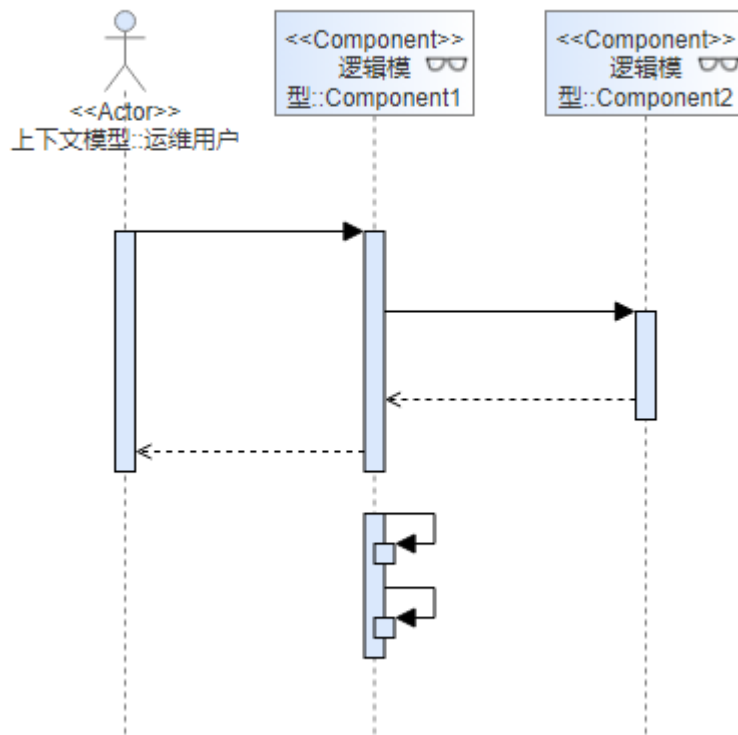 <<Actor>>
上下文模型::运维用户
<<Component>>
逻辑模
型::Component1
<<Component>>
逻辑模
型::Component2